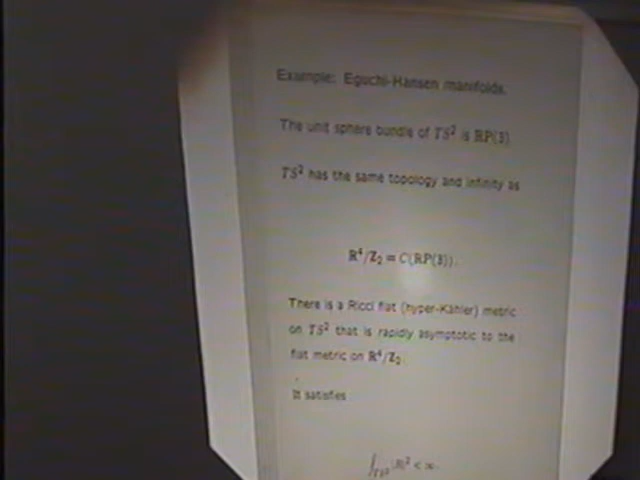 Example: Eguchi-Hansen manifolds.
The unit sphere bundle of TS² is RP(3)
TS² has the same topology and infinity as
R⁴/Z₂ = C(RP(3)).
There is a Ricci flat (hyper-Kähler) metric
on TS² that is rapidly asymptotic to the
flat metric on R⁴/Z₂.
It satisfies
∫_{TS²} |R|² < ∞.